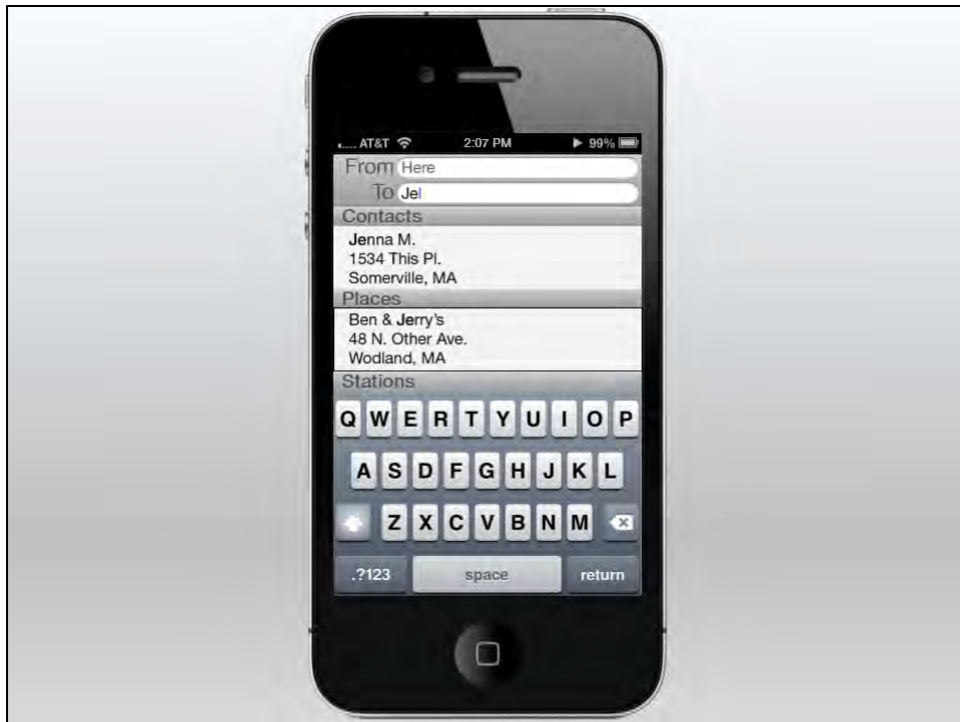 AT&T 2:07 PM 99%
From Here
To Je
Contacts
Jenna M.
1534 This Pl.
Somerville, MA
Places
Ben & Jerry's
48 N. Other Ave.
Wodland, MA
Stations
Q W E R T Y U I O P
A S D F G H J K L
Z X C V B N M
.?123 space return